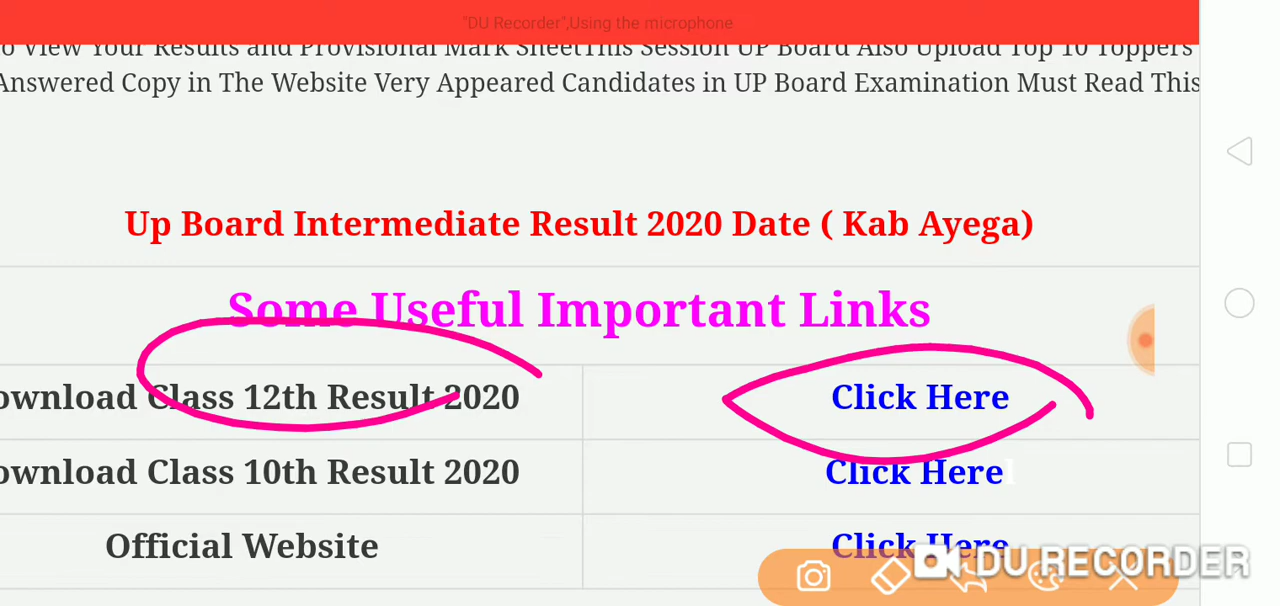 "DU Recorder",Using the microphone
o View Your Results and Provisional Mark SheetThis Session UP Board Also Upload Top 10 Toppers
Answered Copy in The Website Very Appeared Candidates in UP Board Examination Must Read This
Up Board Intermediate Result 2020 Date ( Kab Ayega)
Some Useful Important Links
ownload Class 12th Result 2020 Click Here
ownload Class 10th Result 2020 Click Here
Official Website Click Here
DU RECORDER